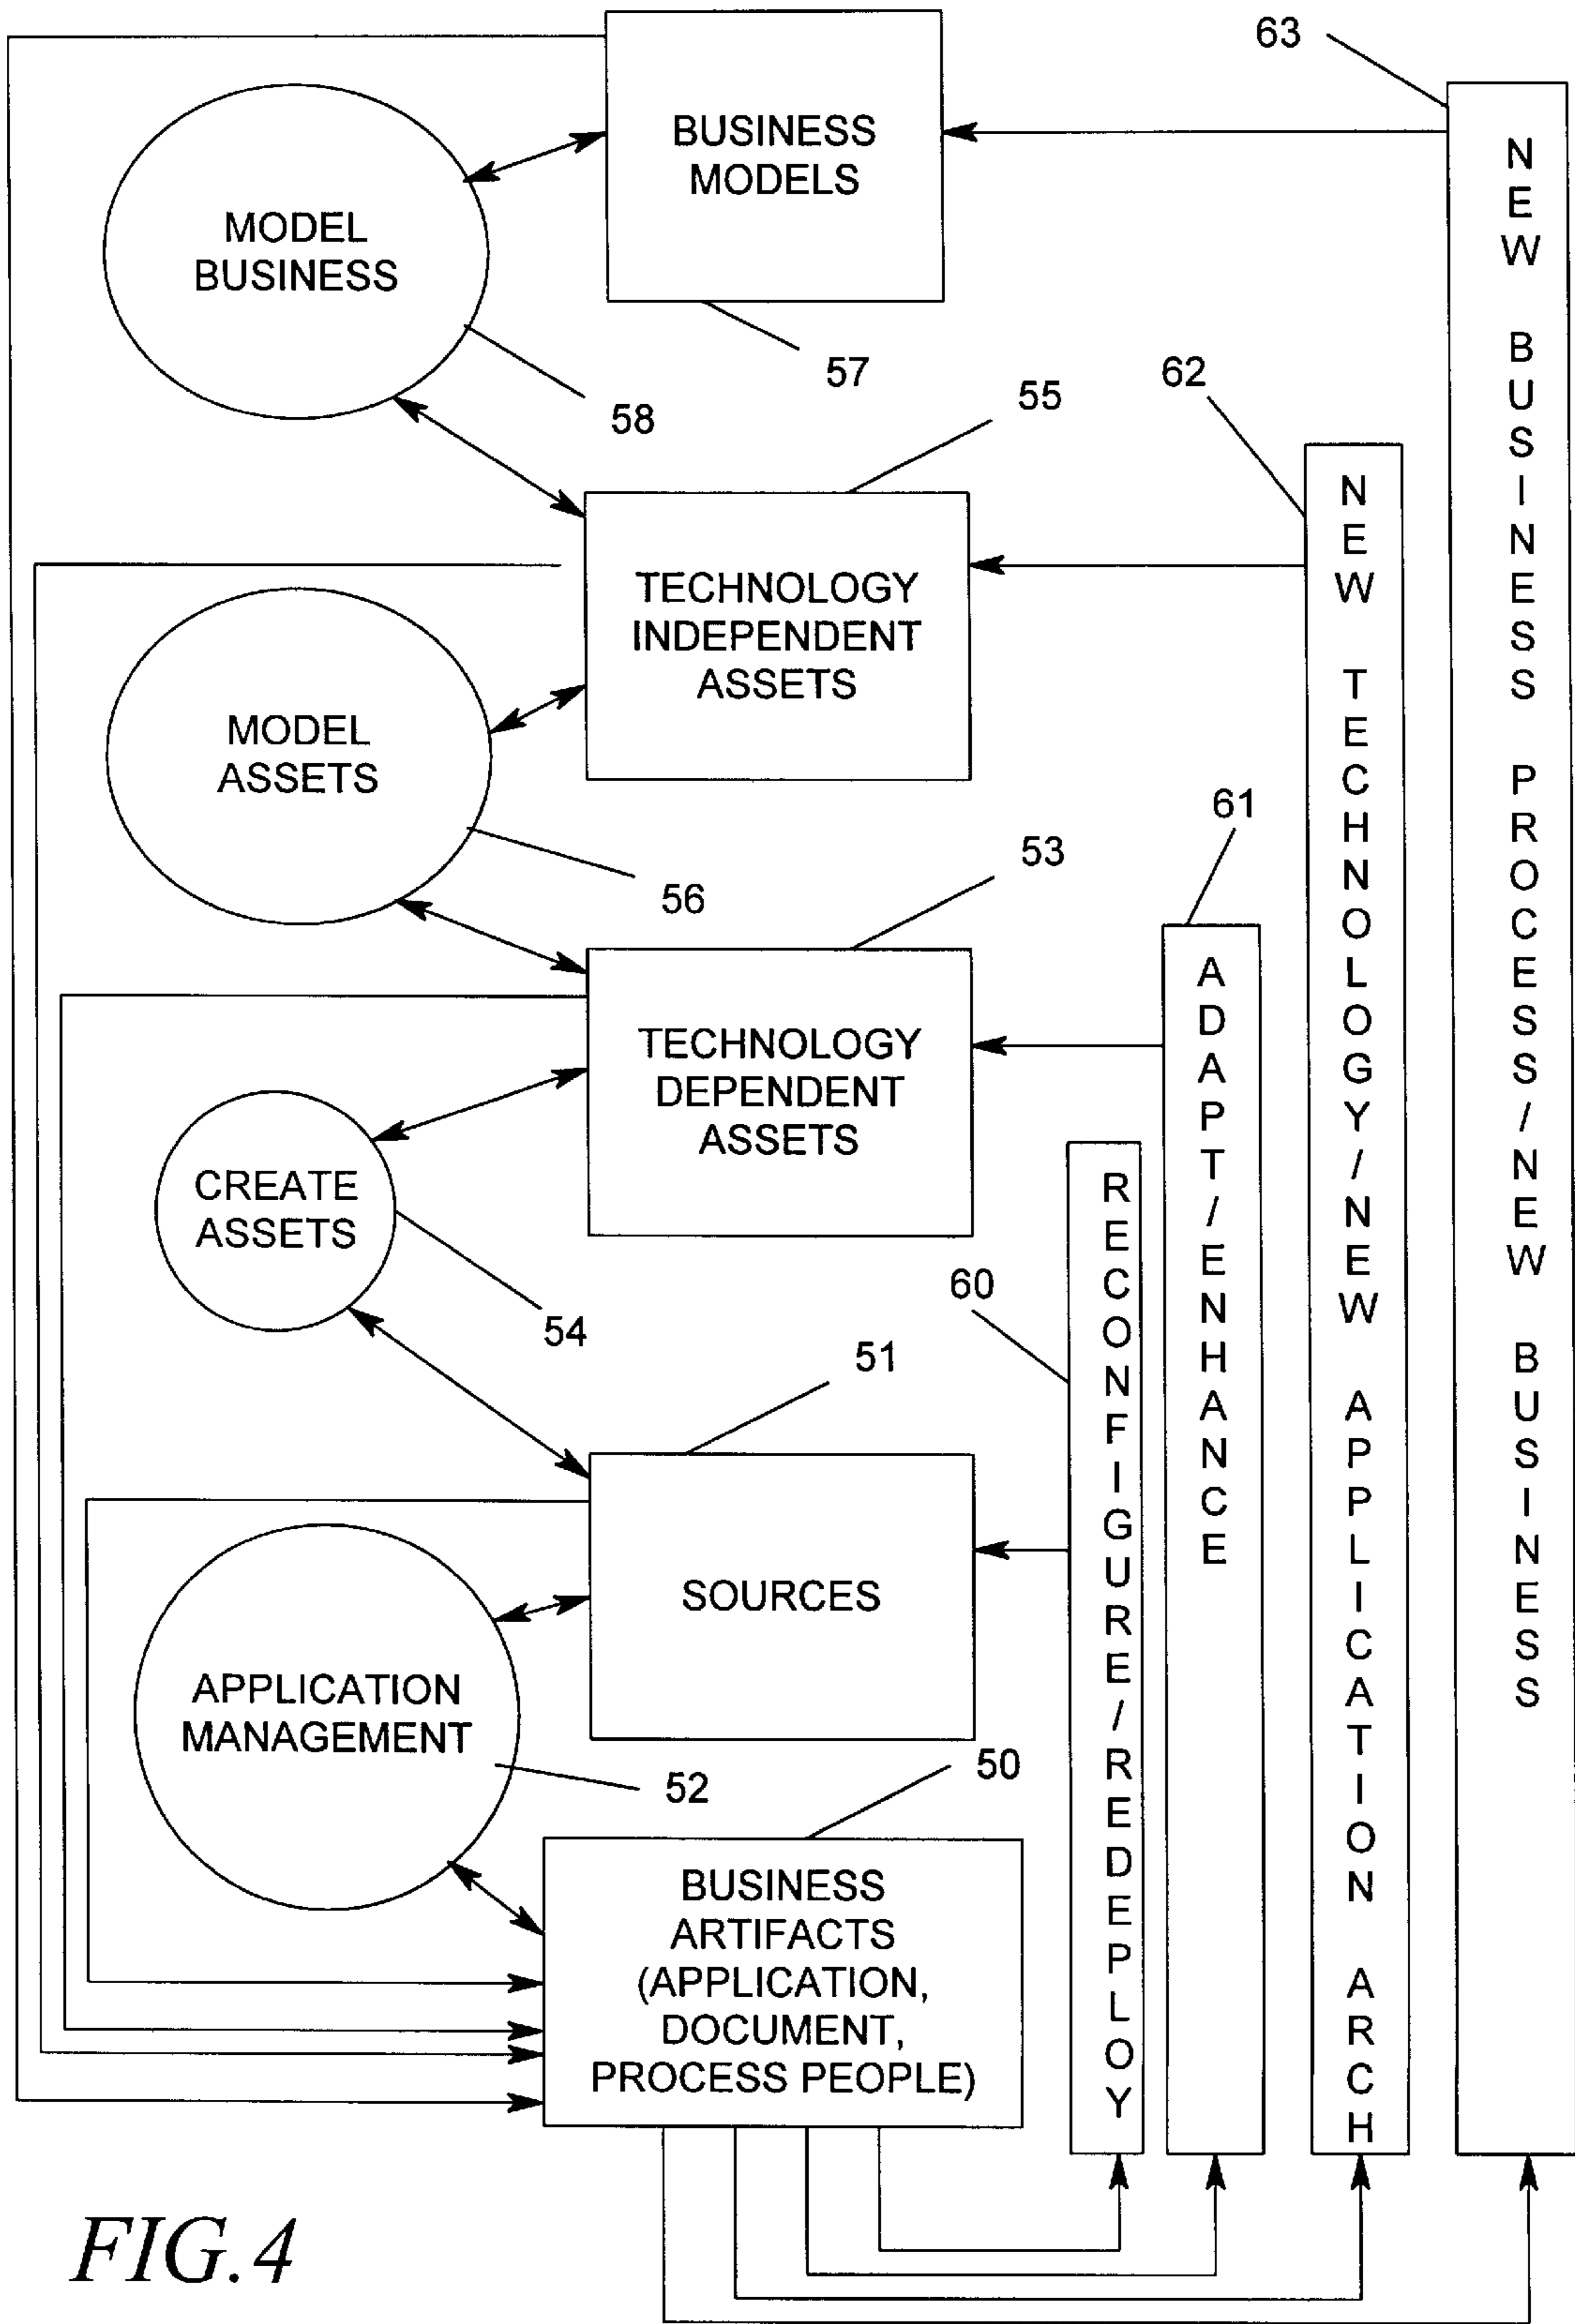 63
BUSINESS
MODELS
MODEL
BUSINESS
57
58
55
62
TECHNOLOGY
INDEPENDENT
ASSETS
MODEL
ASSETS
56
53
61
TECHNOLOGY
DEPENDENT
ASSETS
CREATE
ASSETS
54
60
51
SOURCES
APPLICATION
MANAGEMENT
52
50
BUSINESS
ARTIFACTS
(APPLICATION,
DOCUMENT,
PROCESS PEOPLE)
RECONFIGURE/REDEPLOY
ADAPT/ENHANCE
NEW TECHNOLOGY/NEW APPLICATION ARCH
NEW BUSINESS PROCESS/NEW BUSINESS
FIG.4